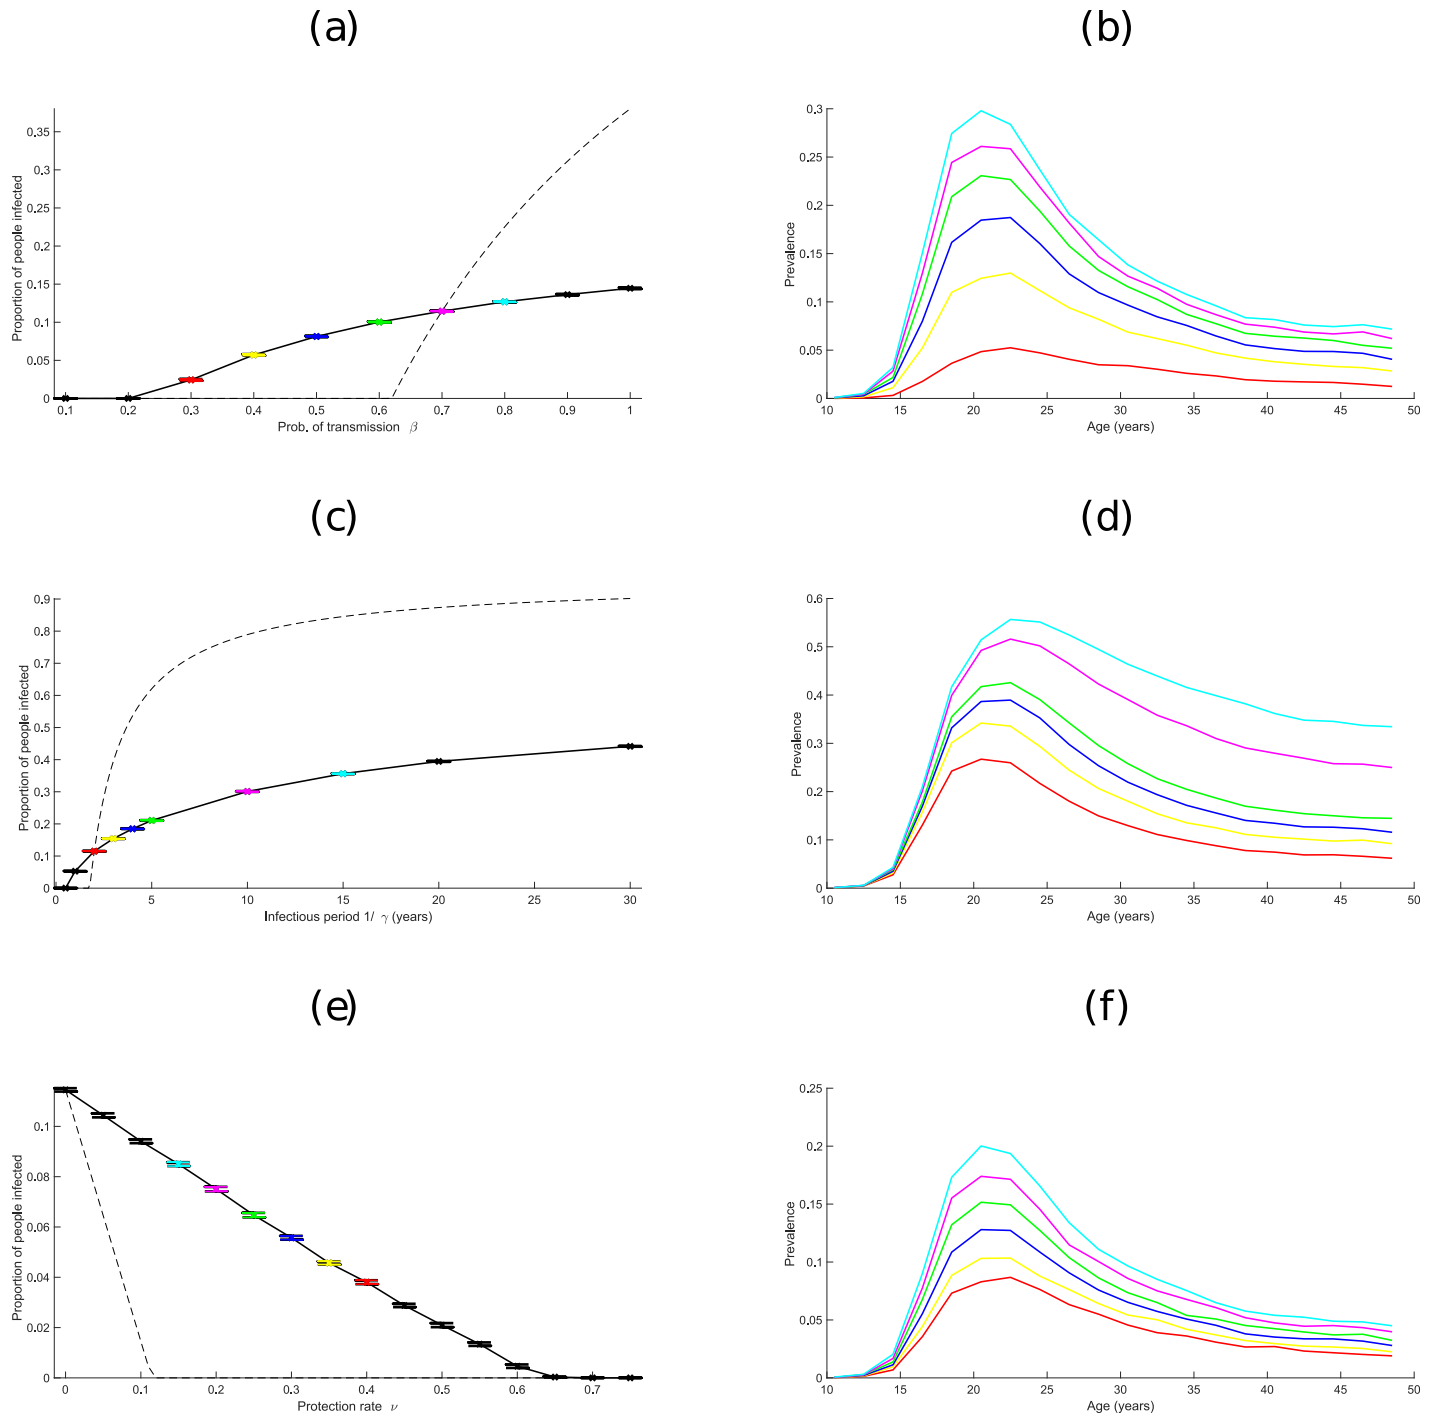 (a)
0.35
0.3
0.25
0.2
0.15
0.1
0.05
0
0.1 0.2 0.3 0.4 0.5 0.6 0.7 0.8 0.9 1
Proportion of people infected
Prob. of transmission β
(b)
0.3
0.25
0.2
0.15
0.1
0.05
0
10 15 20 25 30 35 40 45 50
Prevalence
Age (years)
(c)
0.9
0.8
0.7
0.6
0.5
0.4
0.3
0.2
0.1
0
0 5 10 15 20 25 30
Proportion of people infected
Infectious period 1/ γ (years)
(d)
0.6
0.5
0.4
0.3
0.2
0.1
0
10 15 20 25 30 35 40 45 50
Prevalence
Age (years)
(e)
0.1
0.08
0.06
0.04
0.02
0
0 0.1 0.2 0.3 0.4 0.5 0.6 0.7
Proportion of people infected
Protection rate ν
(f)
0.25
0.2
0.15
0.1
0.05
0
10 15 20 25 30 35 40 45 50
Prevalence
Age (years)